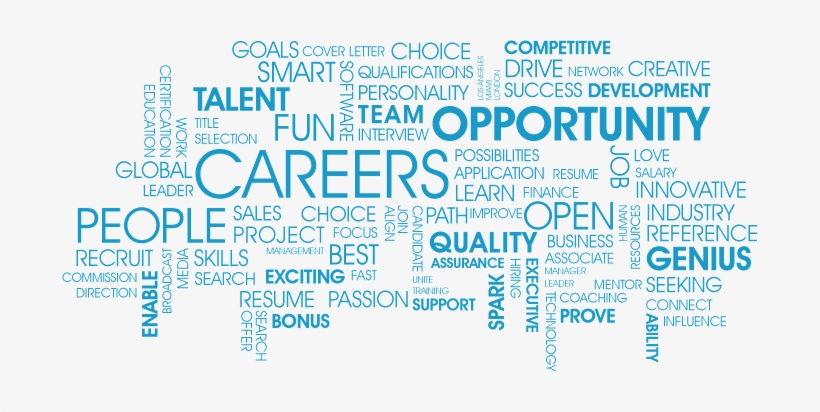 GOALS COVER LETTER CHOICE COMPETITIVE
SMART QUALIFICATIONS DRIVE NETWORK CREATIVE
SOFTWARE
LOS ANGELES
MIAMI
LONDON
TALENT PERSONALITY SUCCESS DEVELOPMENT
CERTIFICATION
EDUCATION
WORK
TITLE FUN TEAM OPPORTUNITY
SELECTION INTERVIEW
GLOBAL CAREERS POSSIBILITIES JOB LOVE
LEADER APPLICATION RESUME SALARY
LEARN FINANCE INNOVATIVE
PEOPLE SALES CHOICE PATH IMPROVE OPEN INDUSTRY
ALIGN
JOIN
CANDIDATE
HUMAN
RESOURCES
PROJECT FOCUS QUALITY BUSINESS REFERENCE
RECRUIT SKILLS MANAGEMENT BEST ASSURANCE ASSOCIATE GENIUS
COMMISSION SEARCH EXCITING FAST UNITE MANAGER
DIRECTION TRAINING LEADER MENTOR SEEKING
ENABLE
BROADCAST
MEDIA
RESUME PASSION SUPPORT COACHING CONNECT
SPARK
HIRING
EXECUTIVE
TECHNOLOGY
OFFER
SEARCH
BONUS PROVE INFLUENCE
ABILITY